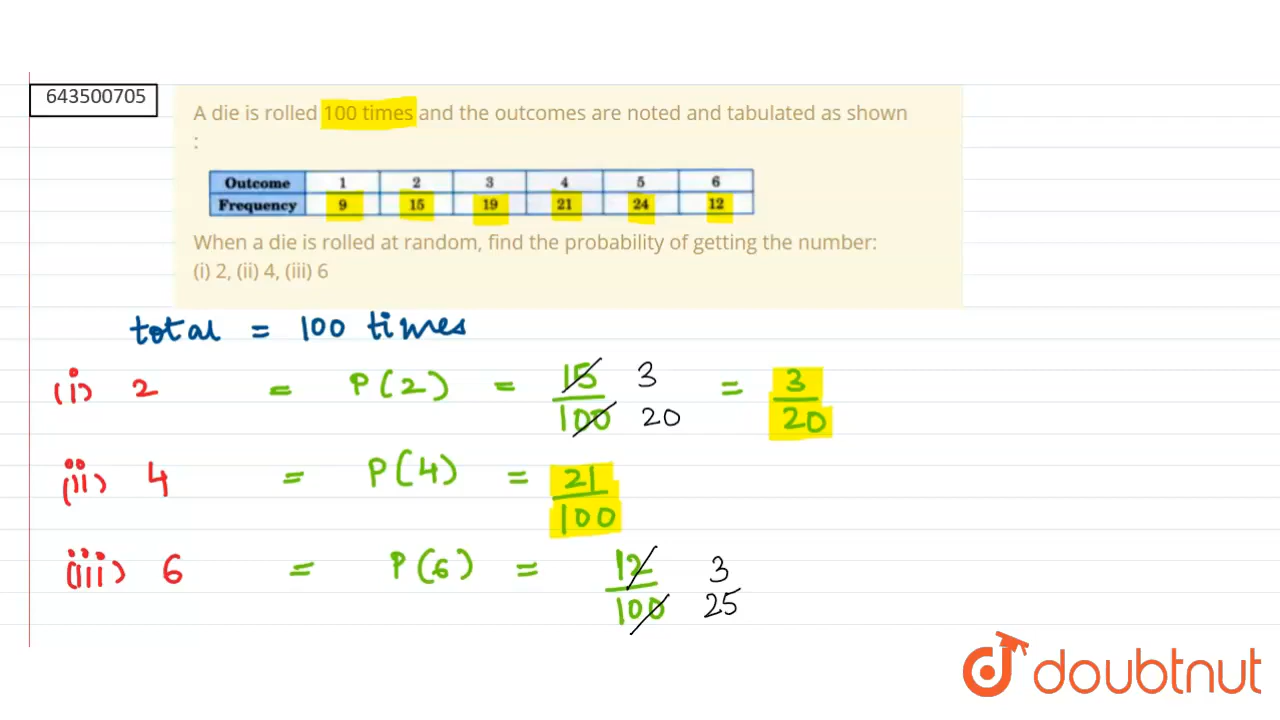 643500705
A die is rolled 100 times and the outcomes are noted and tabulated as shown
:
Outcome 1 2 3 4 5 6
Frequency 9 15 19 21 24 12
When a die is rolled at random, find the probability of getting the number:
(i) 2, (ii) 4, (iii) 6
total = 100 times
(i) 2 = P(2) = 15/100 3/20 = 3/20
(ii) 4 = P(4) = 21/100
(iii) 6 = P(6) = 12/100 3/25
doubtnut